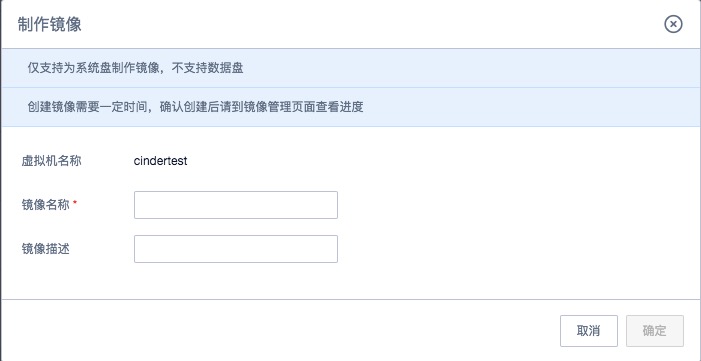 制作镜像
仅支持为系统盘制作镜像，不支持数据盘
创建镜像需要一定时间，确认创建后请到镜像管理页面查看进度
虚拟机名称 cindertest
镜像名称 *
镜像描述
取消 确定